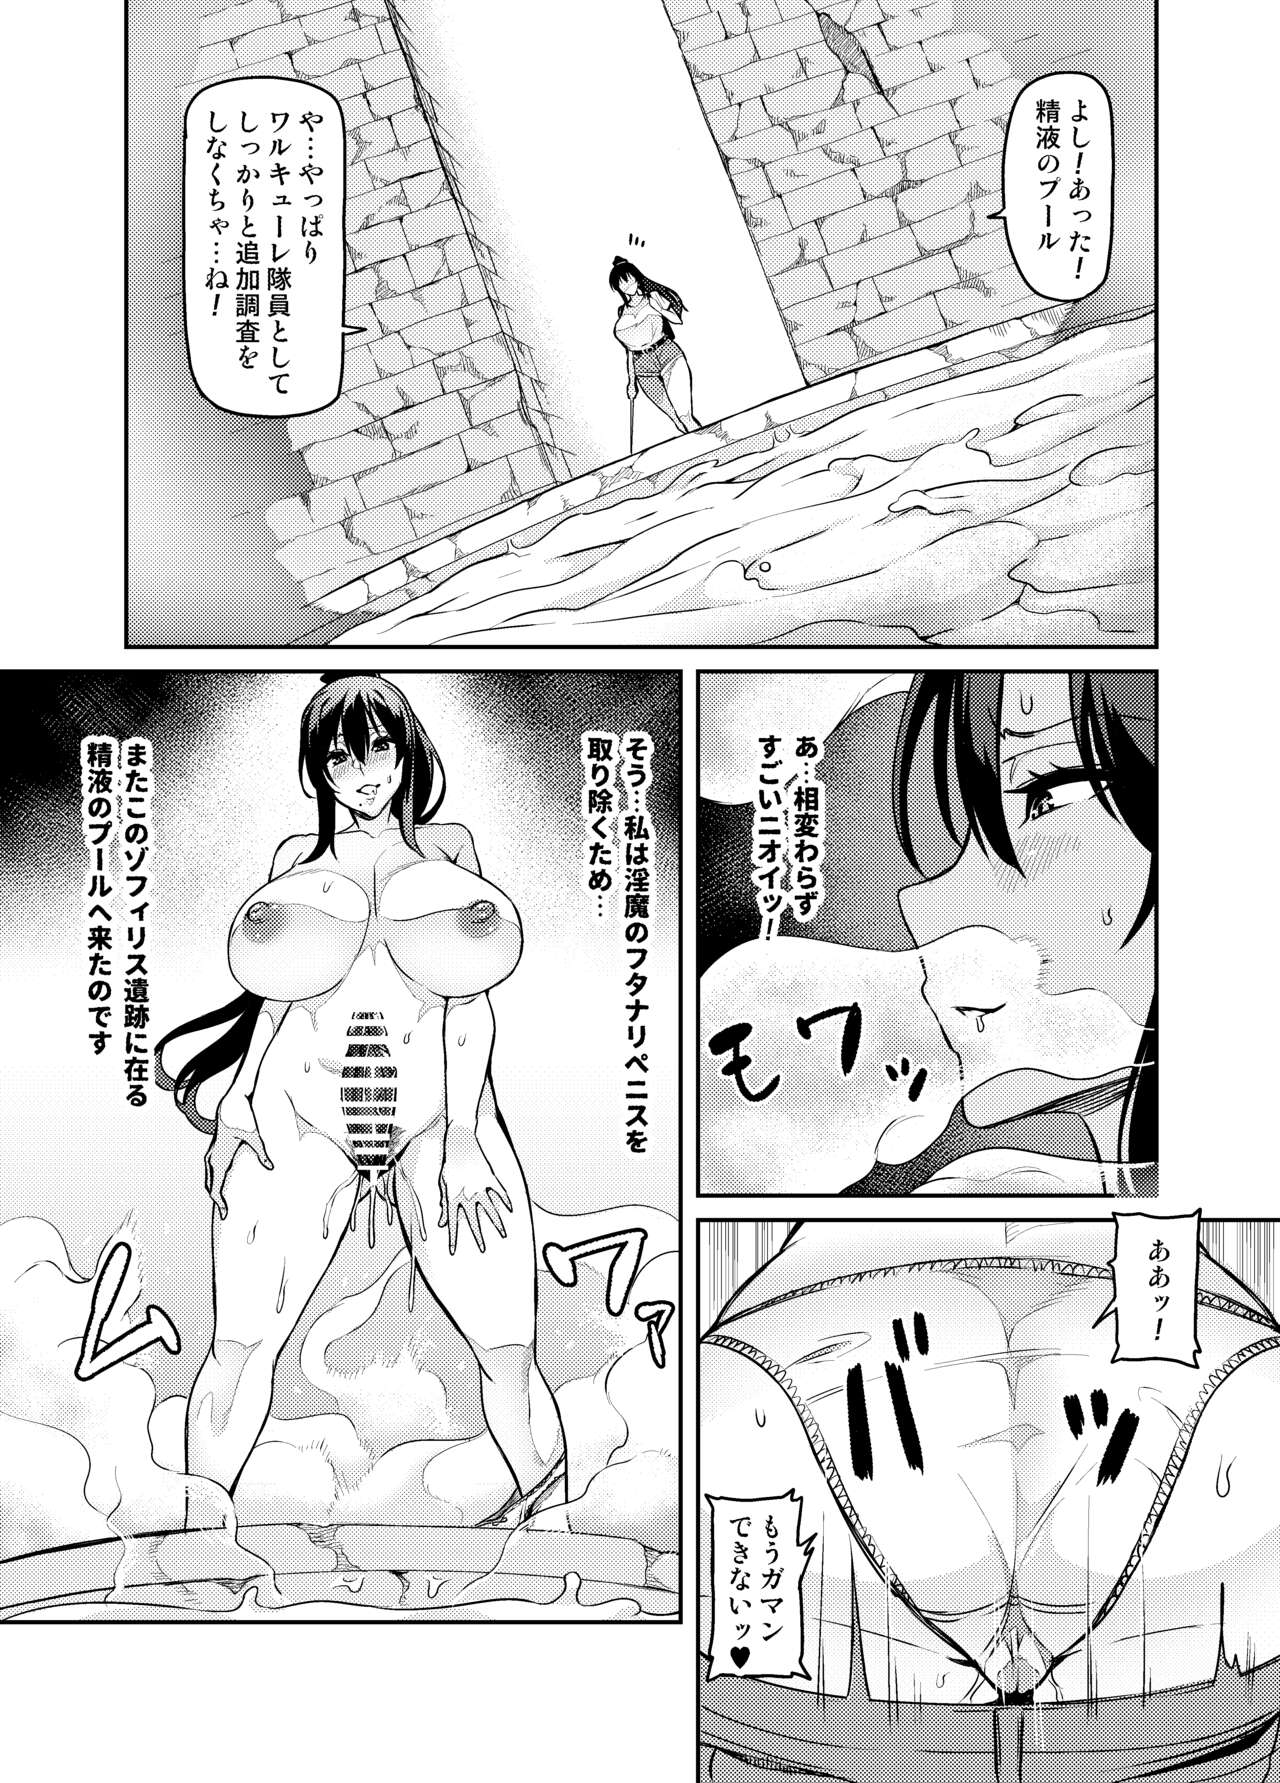 よし！あった！
精液のプール
や…やっぱり
ワルキューレ隊員として
しっかりと追加調査を
しなくちゃ…ね！
あ…相変わらず
すごいニオイッ！
モワッ
ああッ！
バッ
もうガマン
できないッ♥
そう…私は淫魔のフタナリペニスを
取り除くため…
またこのゾフィリス遺跡に在る
精液のプールへ来たのです
ムワァ